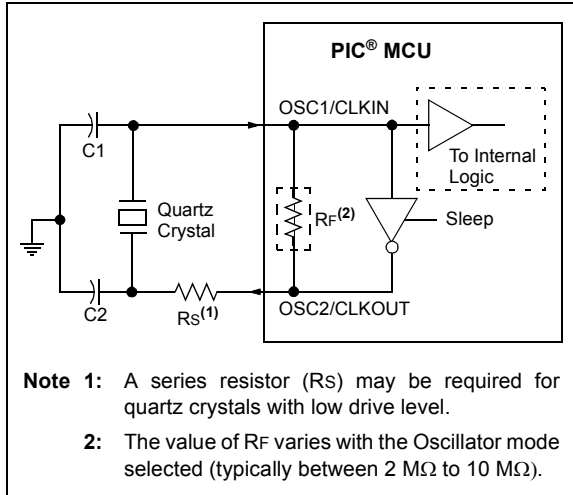 PIC® MCU
OSC1/CLKIN
C1
To Internal
Logic
Quartz
Crystal
RF(2)
Sleep
C2
RS(1)
OSC2/CLKOUT
Note 1: A series resistor (RS) may be required for
quartz crystals with low drive level.
2: The value of RF varies with the Oscillator mode
selected (typically between 2 MΩ to 10 MΩ).